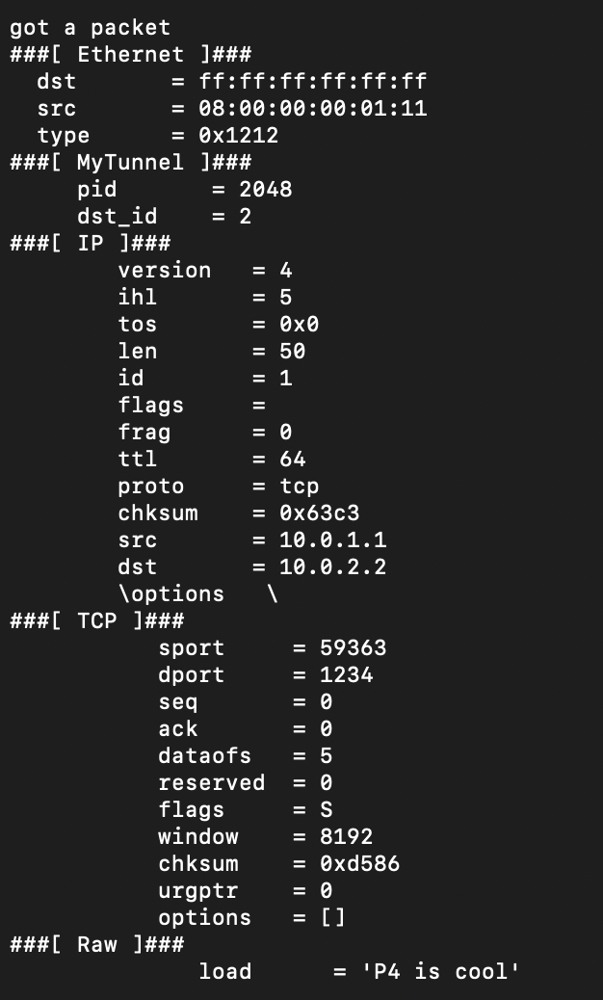 got a packet
###[ Ethernet ]###
  dst       = ff:ff:ff:ff:ff:ff
  src       = 08:00:00:00:01:11
  type      = 0x1212
###[ MyTunnel ]###
     pid       = 2048
     dst_id    = 2
###[ IP ]###
        version   = 4
        ihl       = 5
        tos       = 0x0
        len       = 50
        id        = 1
        flags     =
        frag      = 0
        ttl       = 64
        proto     = tcp
        chksum    = 0x63c3
        src       = 10.0.1.1
        dst       = 10.0.2.2
        \options   \
###[ TCP ]###
           sport     = 59363
           dport     = 1234
           seq       = 0
           ack       = 0
           dataofs   = 5
           reserved  = 0
           flags     = S
           window    = 8192
           chksum    = 0xd586
           urgptr    = 0
           options   = []
###[ Raw ]###
              load      = 'P4 is cool'